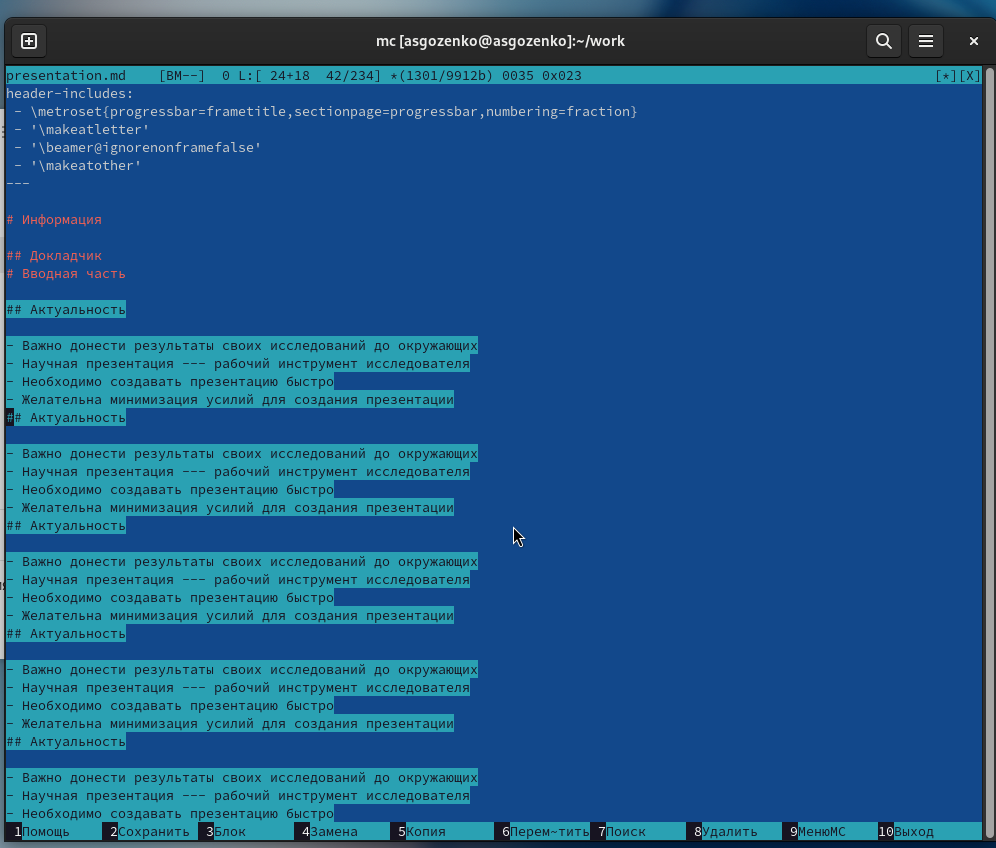 mc [asgozenko@asgozenko]:~/work
presentation.md [BM--] 0 L:[ 24+18 42/234] *(1301/9912b) 0035 0x023 [*][X]
header-includes:
- \metroset{progressbar=frametitle,sectionpage=progressbar,numbering=fraction}
- '\makeatletter'
- '\beamer@ignorenonframefalse'
- '\makeatother'
---
# Информация
## Докладчик
# Вводная часть
## Актуальность
- Важно донести результаты своих исследований до окружающих
- Научная презентация --- рабочий инструмент исследователя
- Необходимо создавать презентацию быстро
- Желательна минимизация усилий для создания презентации
## Актуальность
- Важно донести результаты своих исследований до окружающих
- Научная презентация --- рабочий инструмент исследователя
- Необходимо создавать презентацию быстро
- Желательна минимизация усилий для создания презентации
## Актуальность
- Важно донести результаты своих исследований до окружающих
- Научная презентация --- рабочий инструмент исследователя
- Необходимо создавать презентацию быстро
- Желательна минимизация усилий для создания презентации
## Актуальность
- Важно донести результаты своих исследований до окружающих
- Научная презентация --- рабочий инструмент исследователя
- Необходимо создавать презентацию быстро
- Желательна минимизация усилий для создания презентации
## Актуальность
- Важно донести результаты своих исследований до окружающих
- Научная презентация --- рабочий инструмент исследователя
- Необходимо создавать презентацию быстро
1Помощь 2Сохранить 3Блок 4Замена 5Копия 6Перем~тить 7Поиск 8Удалить 9МенюМС 10Выход